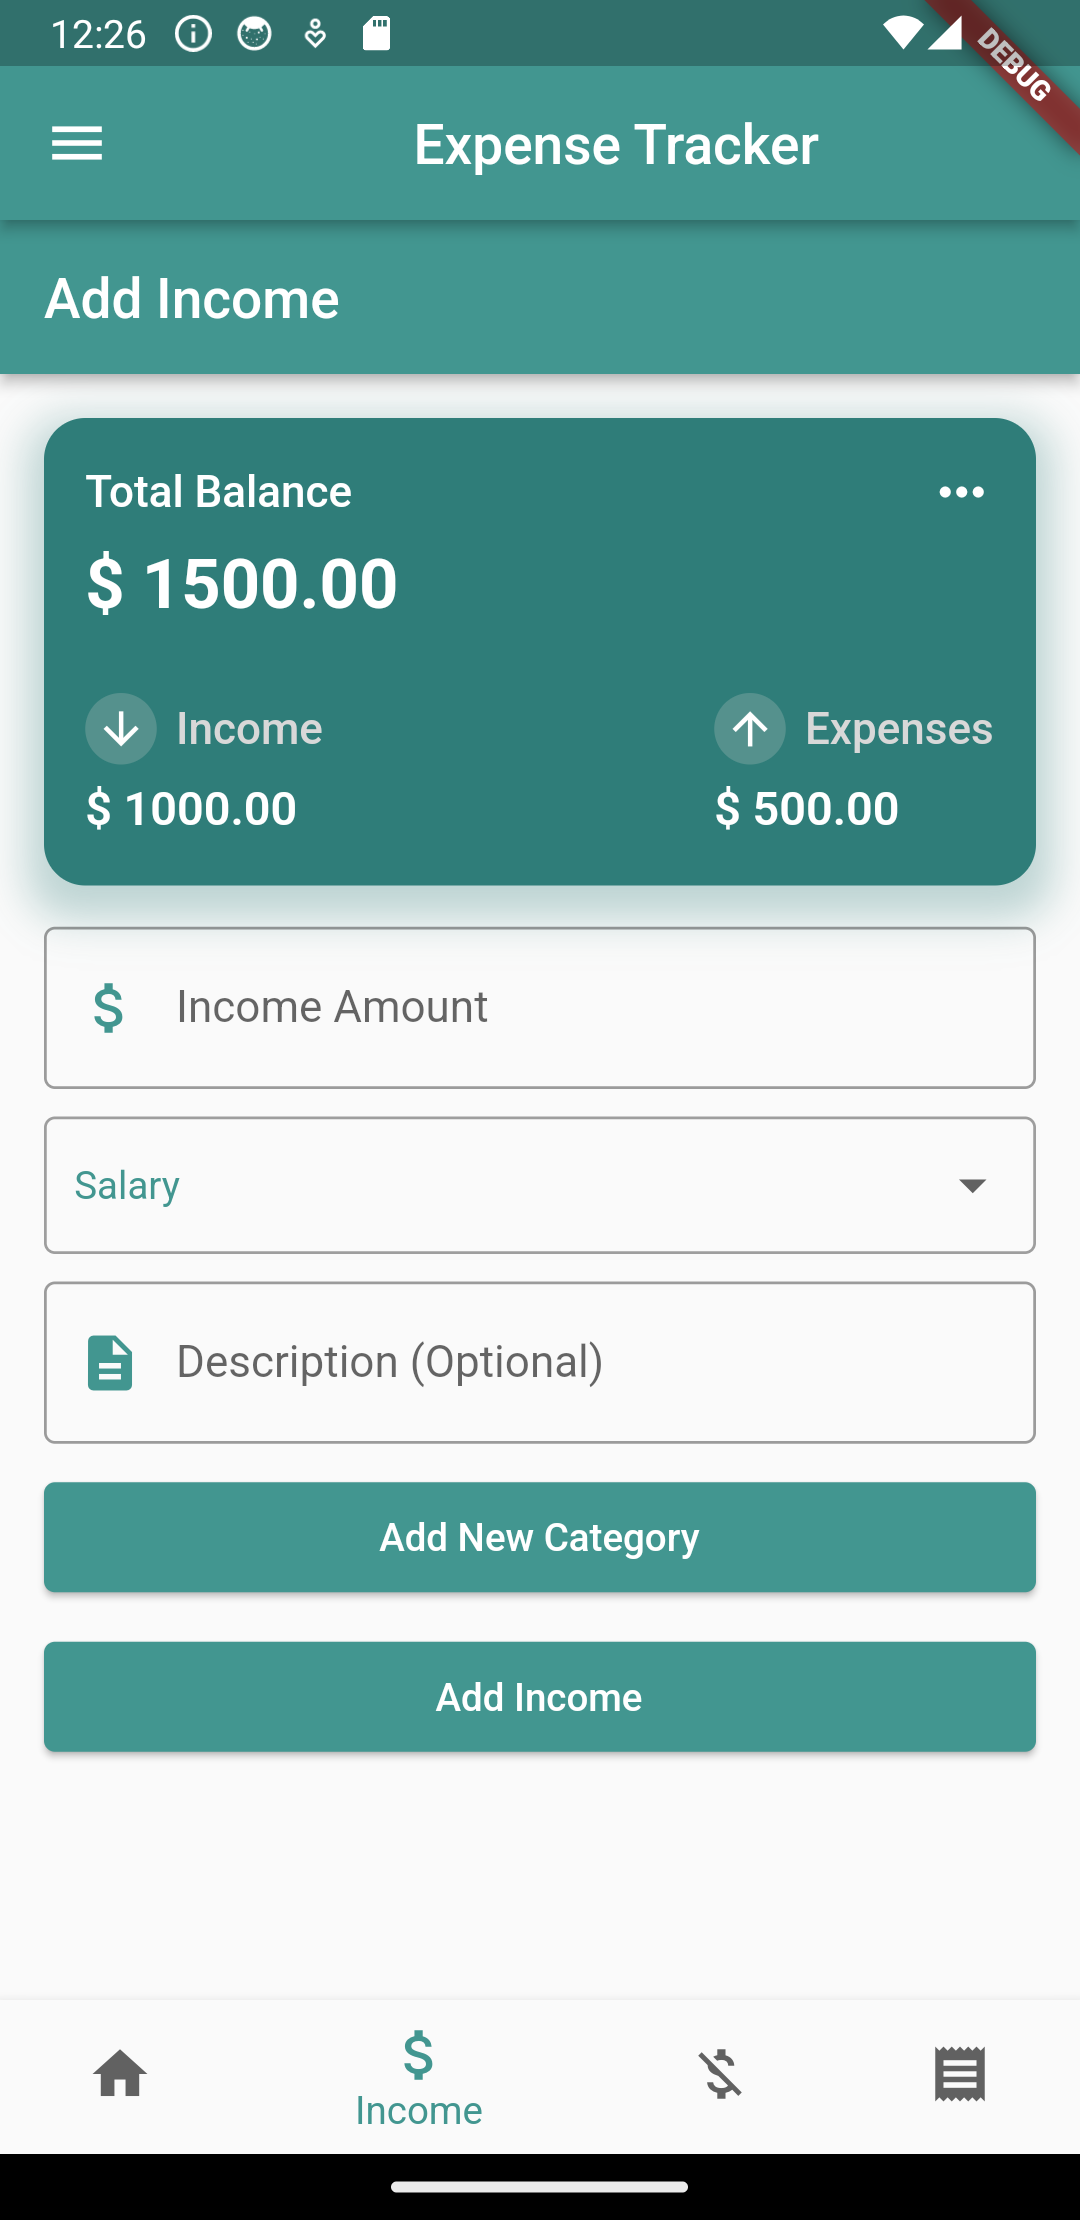 12:26
DEBUG
Expense Tracker
Add Income
Total Balance
$ 1500.00
Income
Expenses
$ 1000.00
$ 500.00
$ Income Amount
Salary
Description (Optional)
Add New Category
Add Income
$
Income